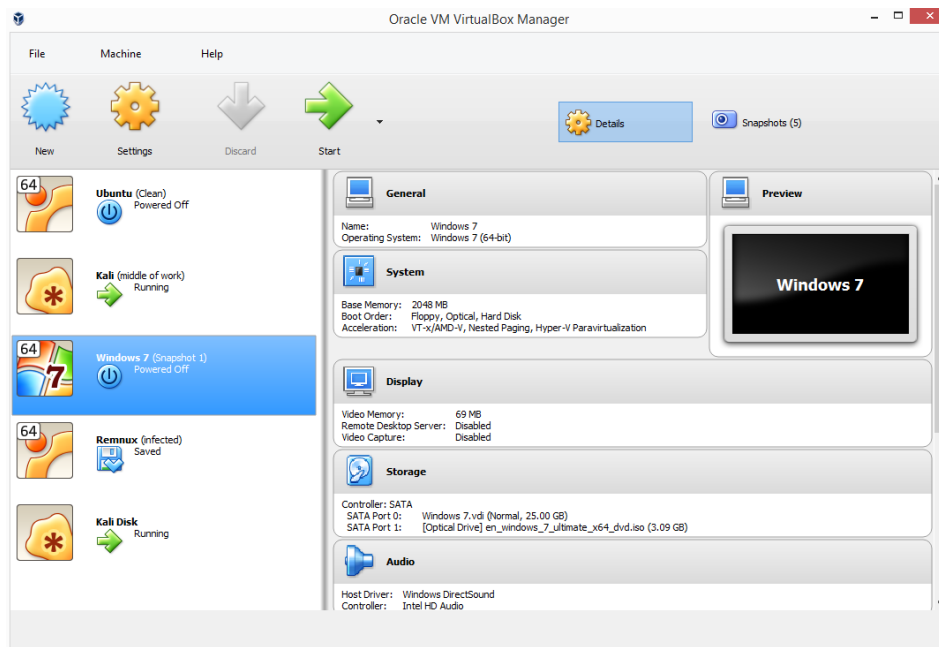 Oracle VM VirtualBox Manager
File Machine Help
New Settings Discard Start
Details
Snapshots (5)
64
Ubuntu (Clean)
Powered Off
Kali (middle of work)
Running
64
7
Windows 7 (Snapshot 1)
Powered Off
64
Remnux (infected)
Saved
Kali Disk
Running
General
Name: Windows 7
Operating System: Windows 7 (64-bit)
System
Base Memory: 2048 MB
Boot Order: Floppy, Optical, Hard Disk
Acceleration: VT-x/AMD-V, Nested Paging, Hyper-V Paravirtualization
Preview
Windows 7
Display
Video Memory: 69 MB
Remote Desktop Server: Disabled
Video Capture: Disabled
Storage
Controller: SATA
SATA Port 0: Windows 7.vdi (Normal, 25.00 GB)
SATA Port 1: [Optical Drive] en_windows_7_ultimate_x64_dvd.iso (3.09 GB)
Audio
Host Driver: Windows DirectSound
Controller: Intel HD Audio